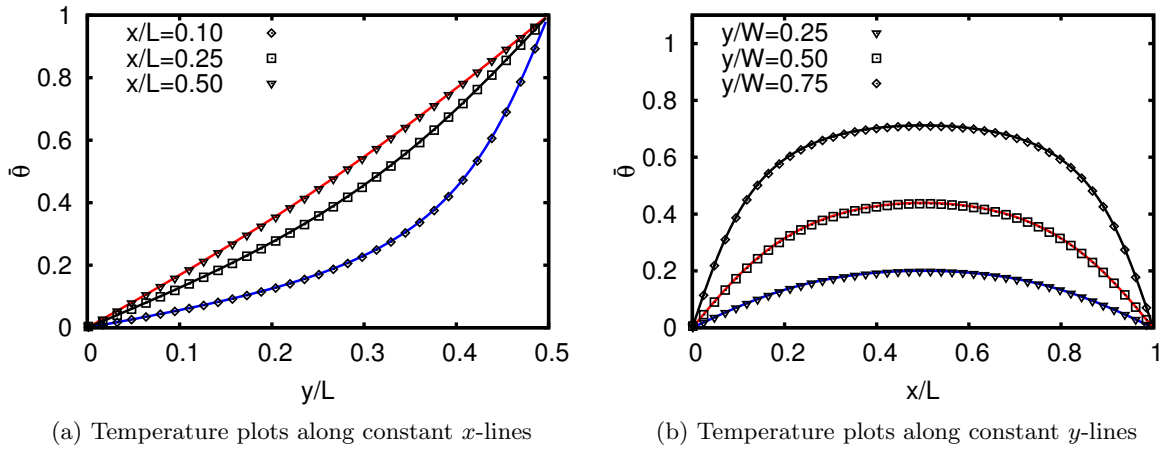 1
0.8
0.6
0.4
0.2
0
θ̄
x/L=0.10
x/L=0.25
x/L=0.50
0 0.1 0.2 0.3 0.4 0.5
y/L
(a) Temperature plots along constant x-lines
1
0.8
0.6
0.4
0.2
0
θ̄
y/W=0.25
y/W=0.50
y/W=0.75
0 0.2 0.4 0.6 0.8 1
x/L
(b) Temperature plots along constant y-lines